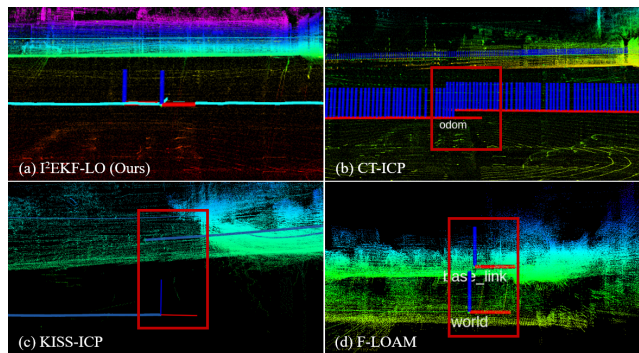 (a) I²EKF-LO (Ours)
odom
(b) CT-ICP
(c) KISS-ICP
base_link
world
(d) F-LOAM